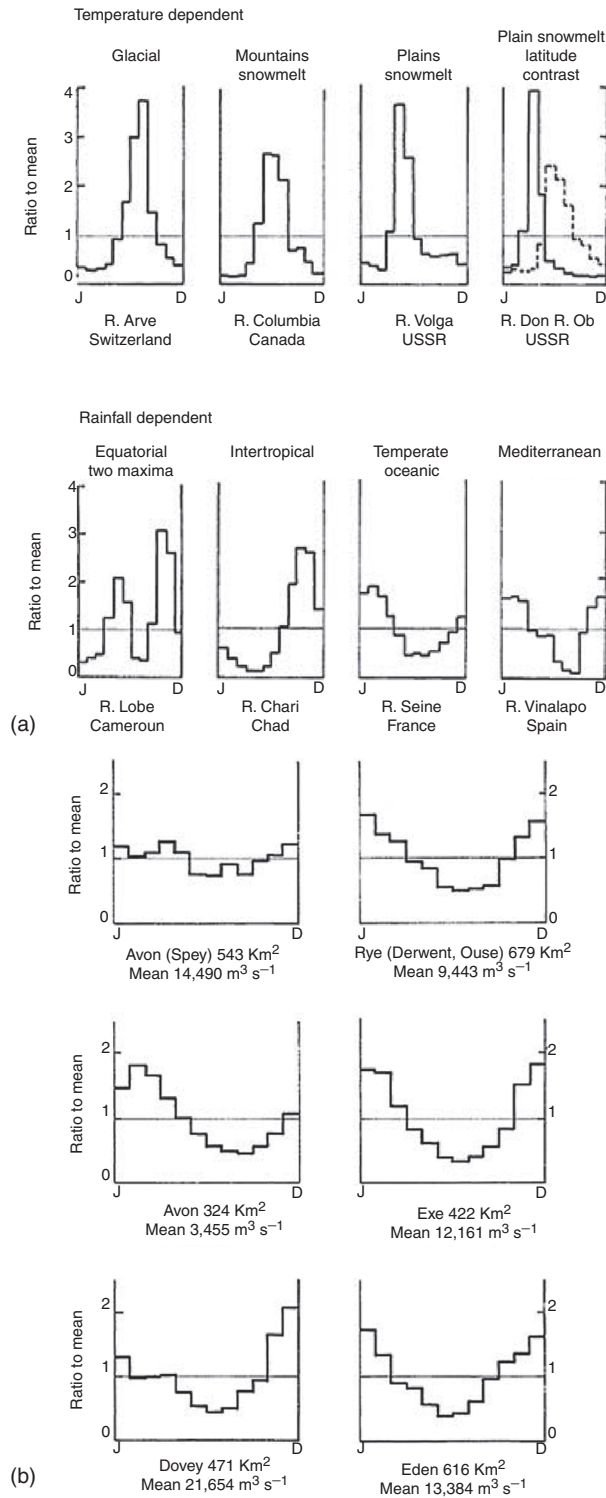 Temperature dependent
Glacial
Mountains
snowmelt
Plains
snowmelt
Plain snowmelt
latitude
contrast
Ratio to mean
4
3
2
1
0
J D
J D
J D
J D
R. Arve
Switzerland
R. Columbia
Canada
R. Volga
USSR
R. Don R. Ob
USSR
Rainfall dependent
Equatorial
two maxima
Intertropical
Temperate
oceanic
Mediterranean
Ratio to mean
4
3
2
1
0
J D
J D
J D
J D
R. Lobe
Cameroun
R. Chari
Chad
R. Seine
France
R. Vinalapo
Spain
(a)
Ratio to mean
2
1
0
J D
Avon (Spey) 543 Km²
Mean 14,490 m³ s⁻¹
2
1
0
J D
Rye (Derwent, Ouse) 679 Km²
Mean 9,443 m³ s⁻¹
Ratio to mean
2
1
0
J D
Avon 324 Km²
Mean 3,455 m³ s⁻¹
2
1
0
J D
Exe 422 Km²
Mean 12,161 m³ s⁻¹
Ratio to mean
2
1
0
J D
Dovey 471 Km²
Mean 21,654 m³ s⁻¹
2
1
0
J D
Eden 616 Km²
Mean 13,384 m³ s⁻¹
(b)